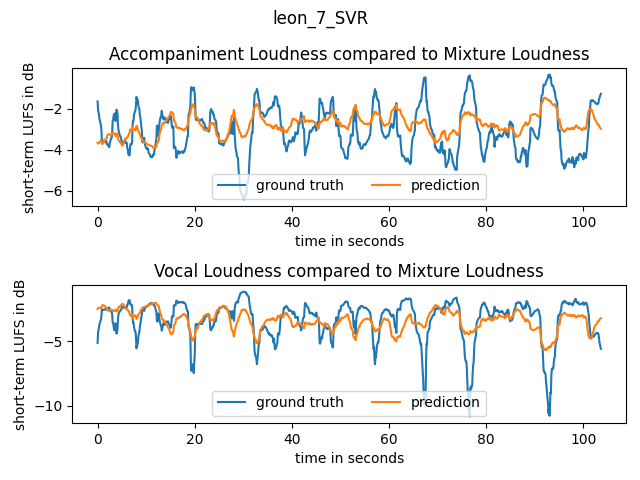 leon_7_SVR
Accompaniment Loudness compared to Mixture Loudness
short-term LUFS in dB
−2
−4
−6
ground truth
prediction
0
20
40
60
80
100
time in seconds
Vocal Loudness compared to Mixture Loudness
short-term LUFS in dB
−5
−10
ground truth
prediction
0
20
40
60
80
100
time in seconds